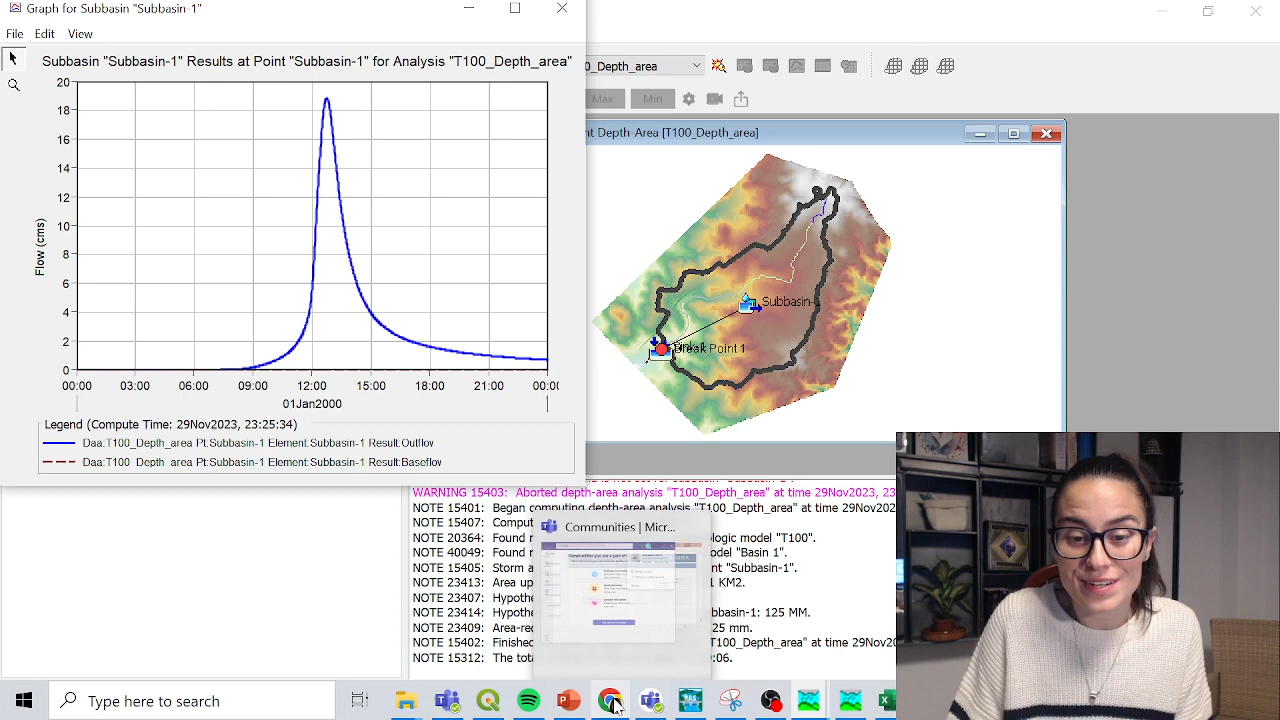 Graph for Subbasin "Subbasin-1"
File Edit View
Subbasin "Subbasin-1" Results at Point "Subbasin-1" for Analysis "T100_Depth_area"
Flow (cms)
20
18
16
14
12
10
8
6
4
2
0
00:00 03:00 06:00 09:00 12:00 15:00 18:00 21:00 00:00
01Jan2000
Legend (Compute Time: 29Nov2023, 23:25:34)
Daa:T100_Depth_area Pt:Subbasin-1 Element:Subbasin-1 Result:Outflow
Daa:T100_Depth_area Pt:Subbasin-1 Element:Subbasin-1 Result:Baseflow
0_Depth_area
Max Min
nt Depth-Area [T100_Depth_area]
Subbasin-1
Break Point 1
WARNING 15403: Aborted depth-area analysis "T100_Depth_area" at time 29Nov2023, 23
NOTE 15401: Began computing depth-area analysis "T100_Depth_area" at time 29Nov202
NOTE 15407: Comput
NOTE 20364: Found n ologic model "T100".
NOTE 40049: Found n odel "Basin 1".
NOTE 15405: Storm a nt "Subbasin-1".
NOTE 23413: Area up 1 KM2.
NOTE 23407: Hypoth
NOTE 23414: Hypothe bbasin-1: 125 MM.
NOTE 23409: Area-re 25 mm.
NOTE 15402: Finished "T100_Depth_area" at time 29Nov20
NOTE 15312: The tota :06.
Communities | Micr...
Type here to search